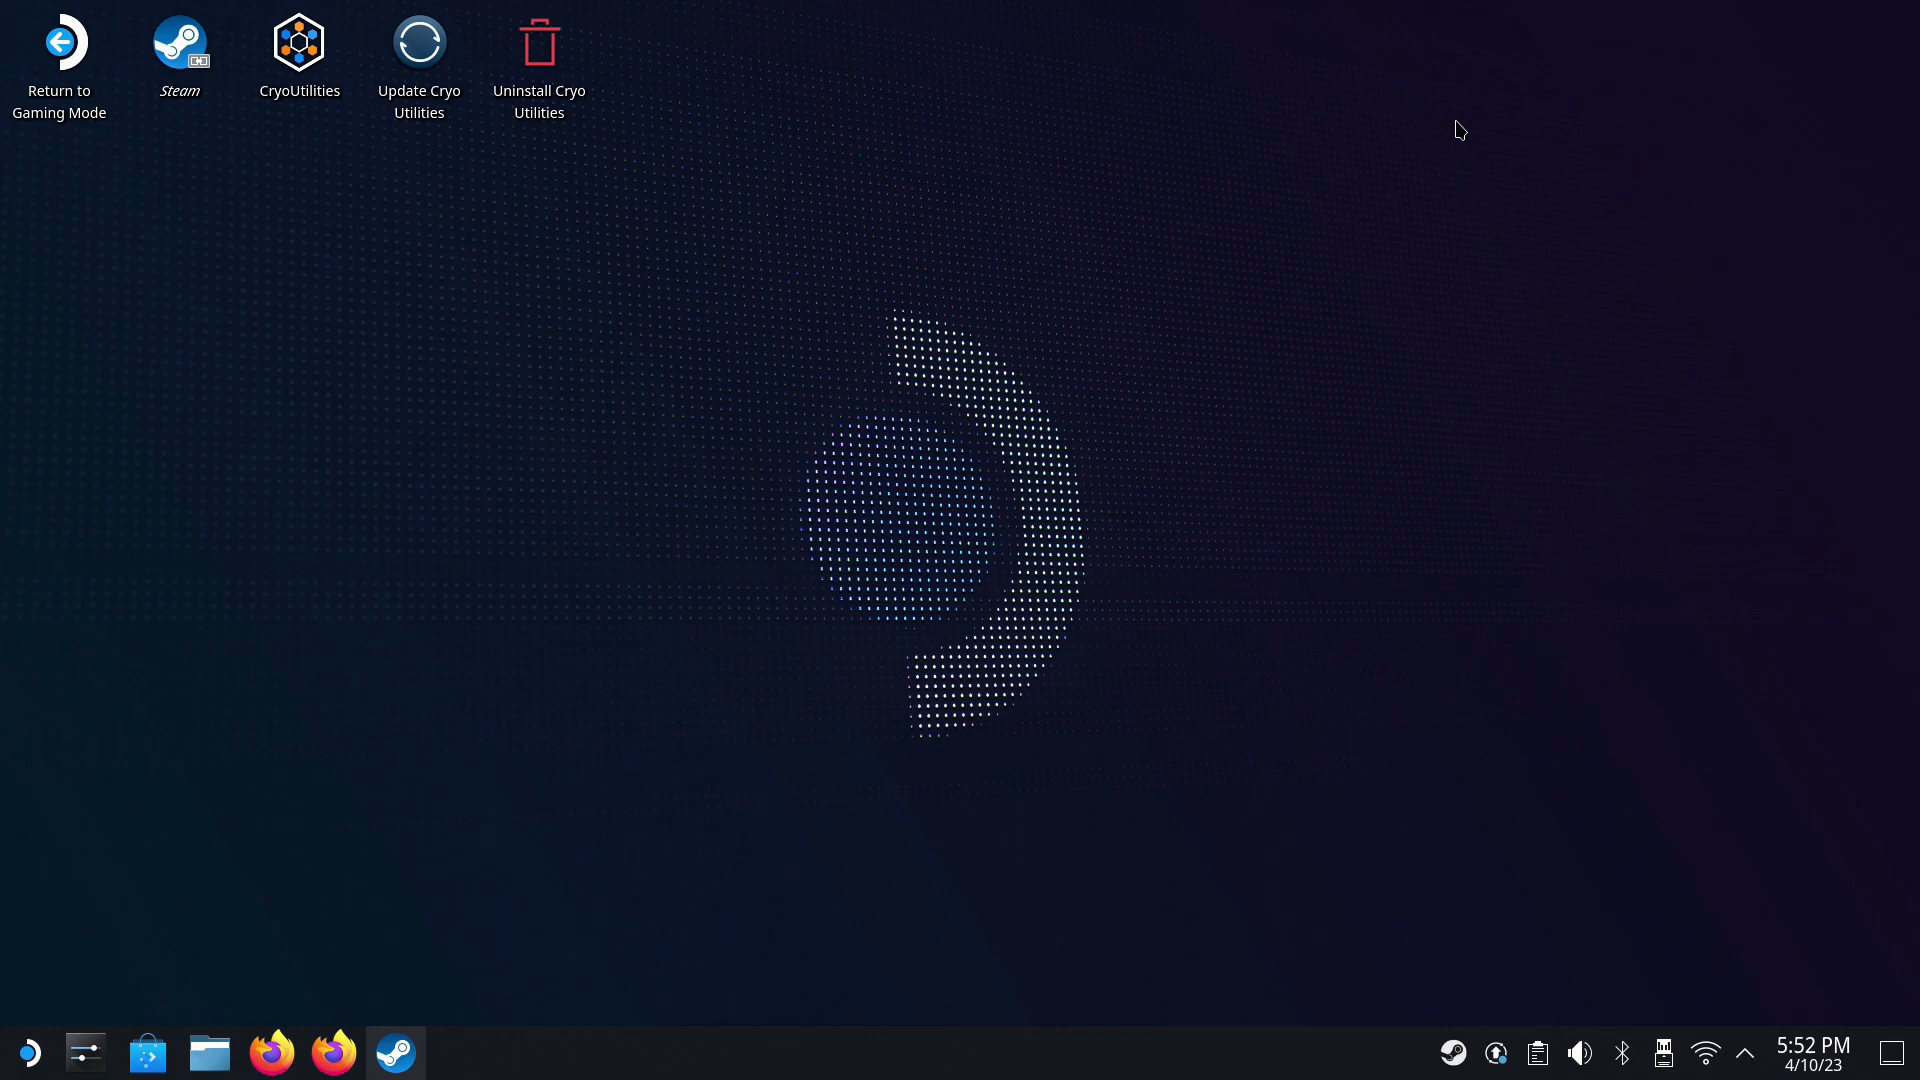 Return to
Gaming Mode
Steam
CryoUtilities
Update Cryo
Utilities
Uninstall Cryo
Utilities
5:52 PM
4/10/23